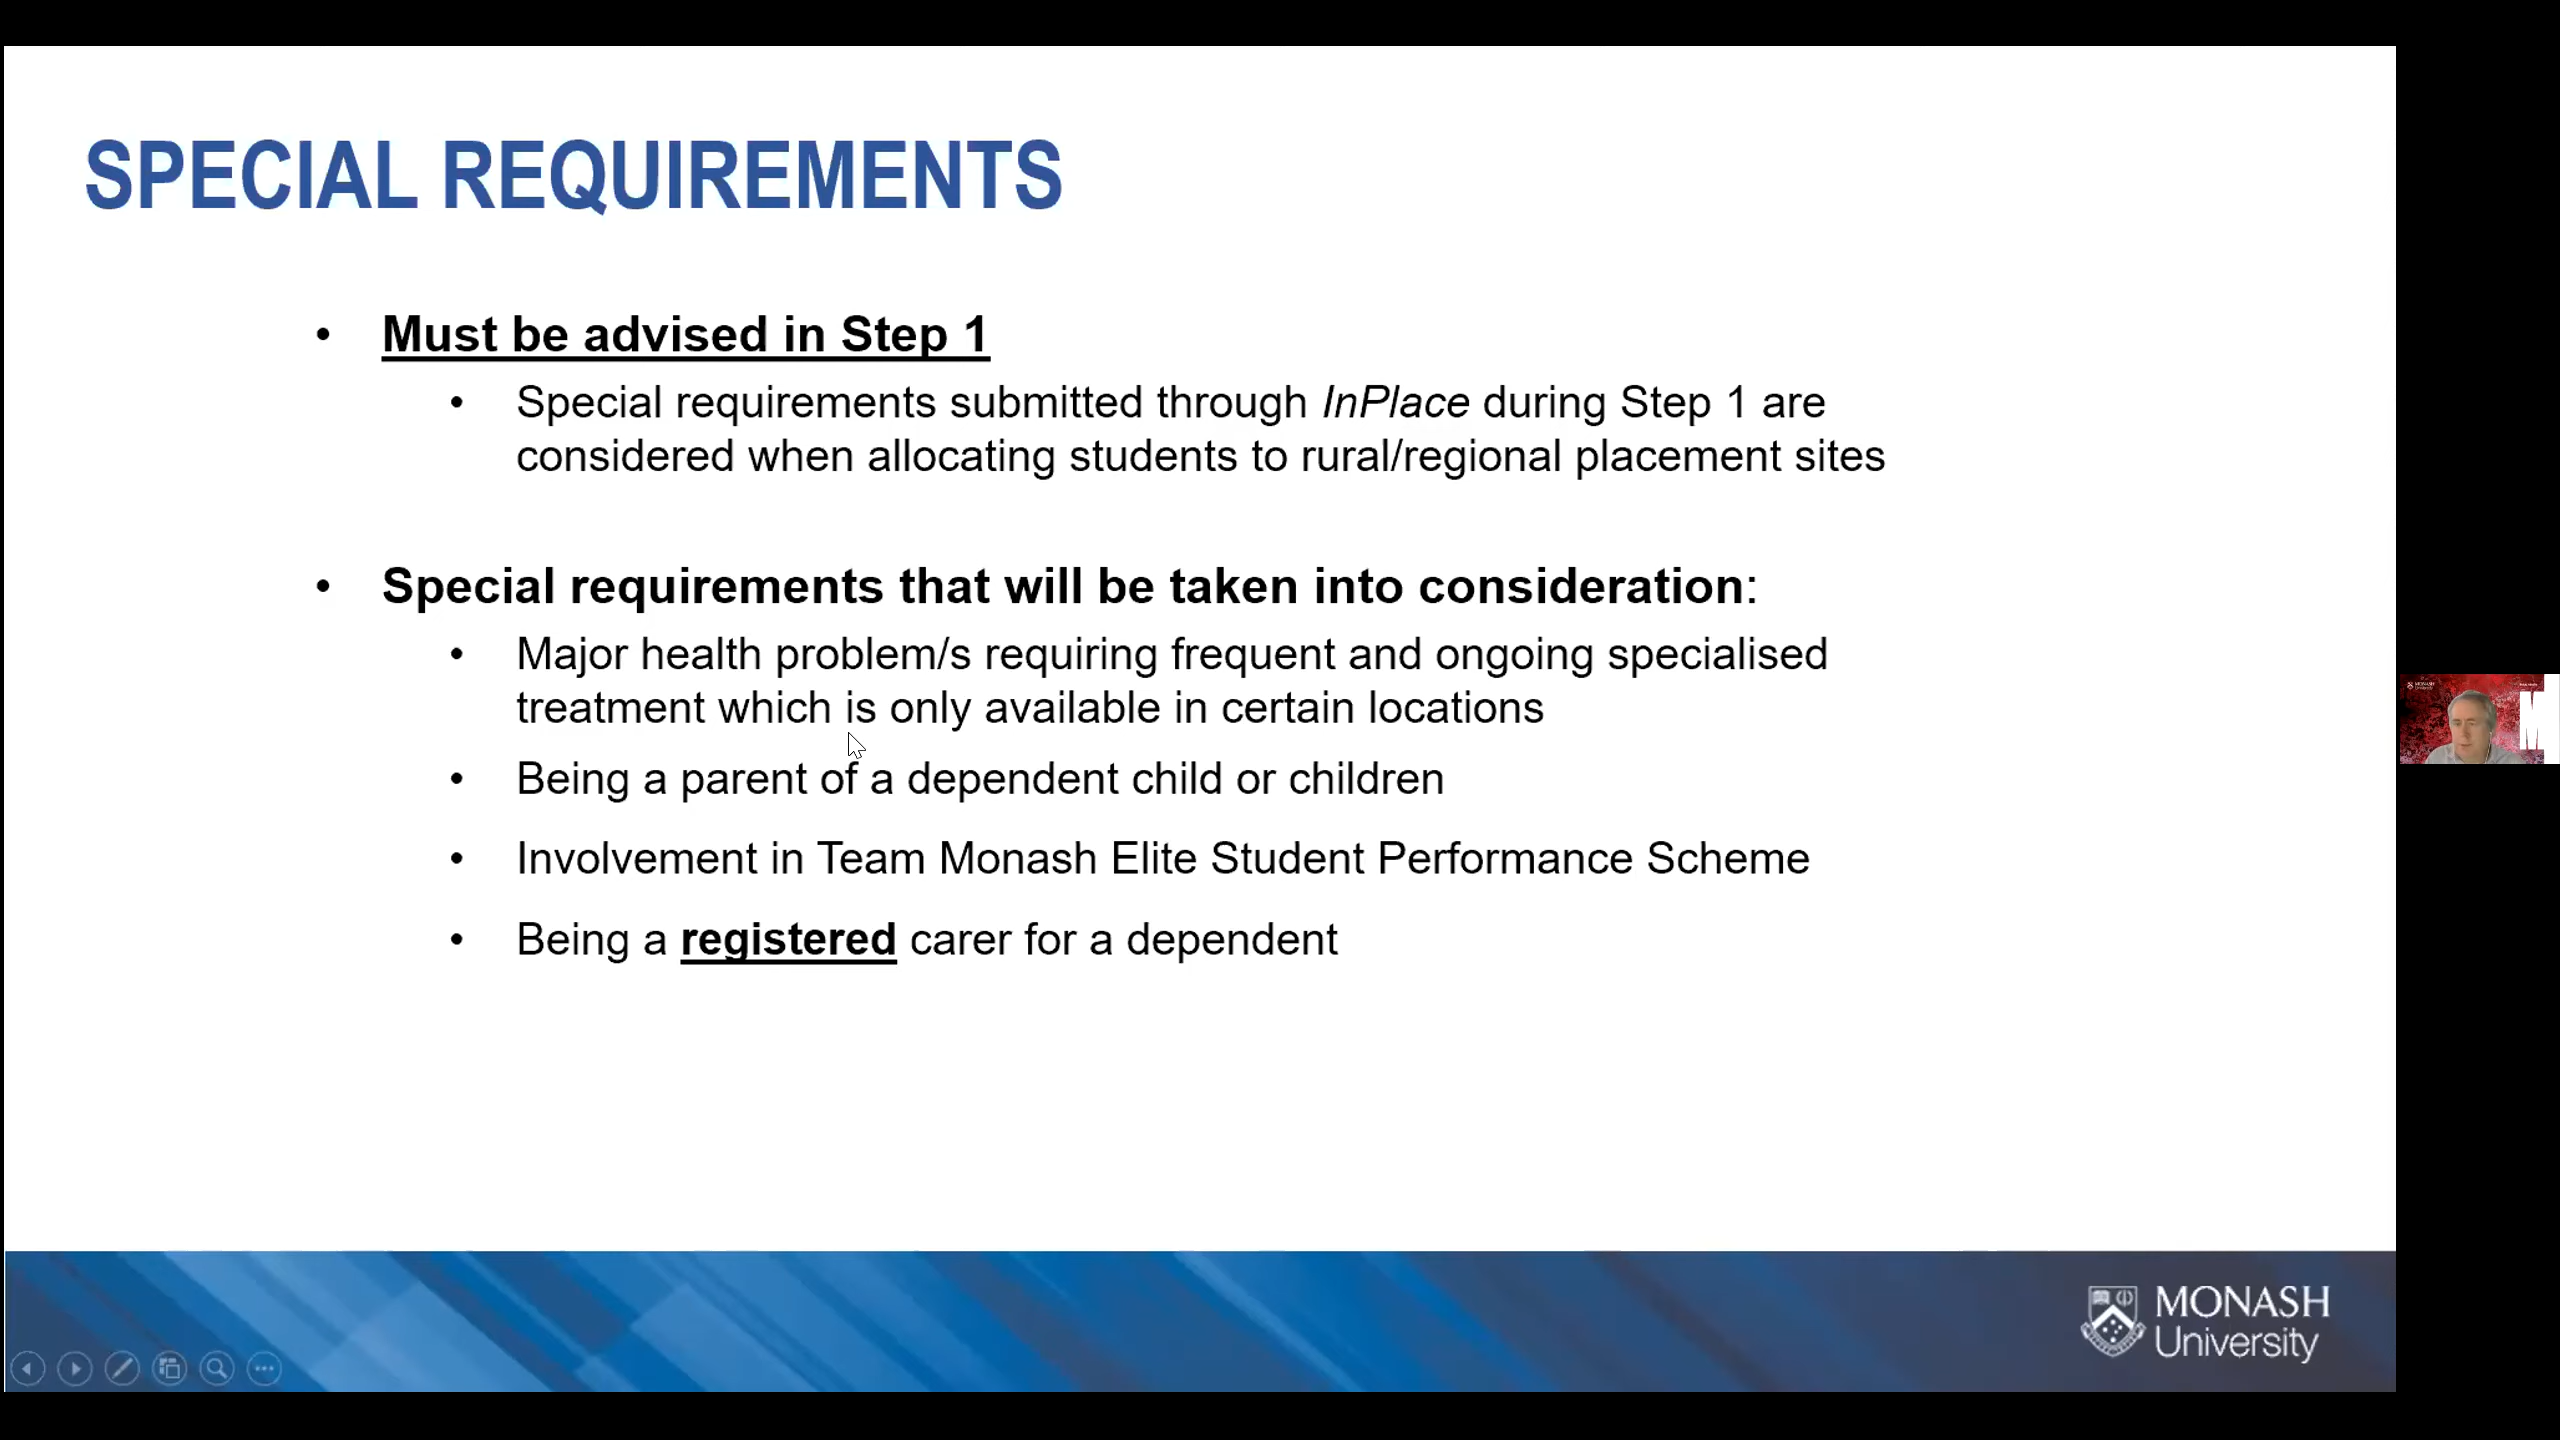 SPECIAL REQUIREMENTS
• Must be advised in Step 1
• Special requirements submitted through InPlace during Step 1 are
considered when allocating students to rural/regional placement sites
• Special requirements that will be taken into consideration:
• Major health problem/s requiring frequent and ongoing specialised
treatment which is only available in certain locations
• Being a parent of a dependent child or children
• Involvement in Team Monash Elite Student Performance Scheme
• Being a registered carer for a dependent
MONASH
University
MONASH
University
M